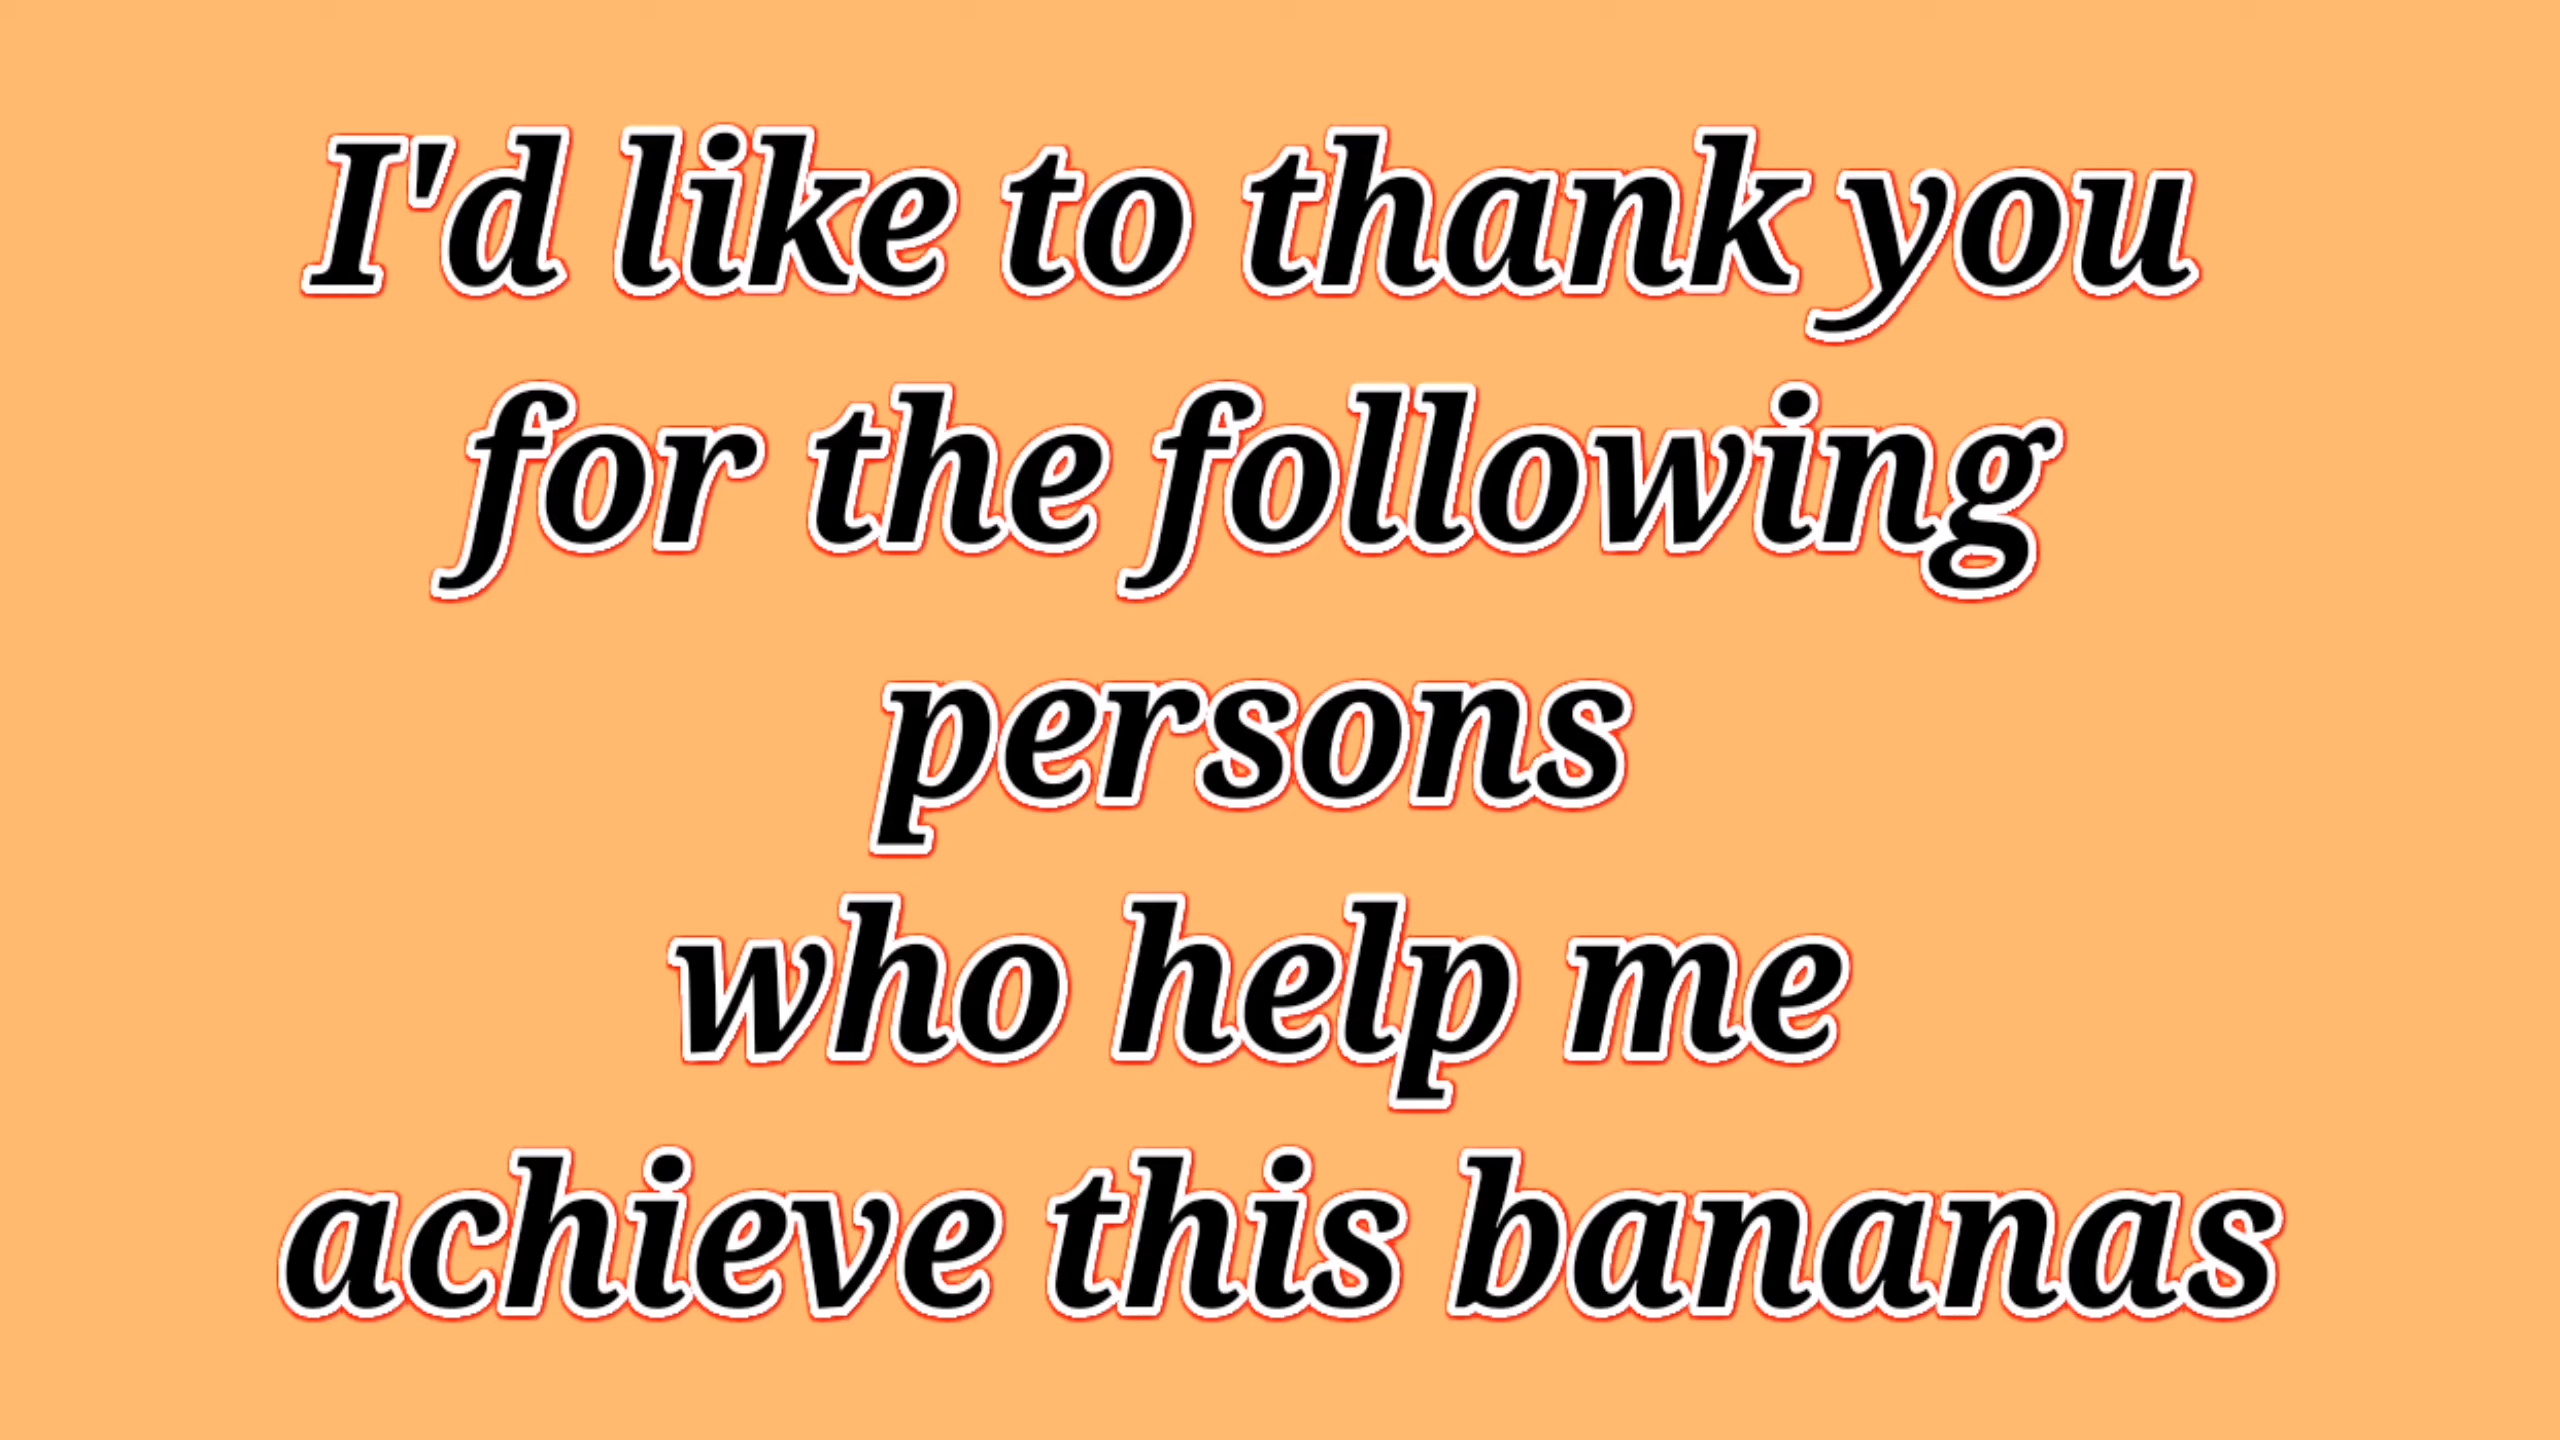 I'd like to thank you
for the following
persons
who help me
achieve this bananas